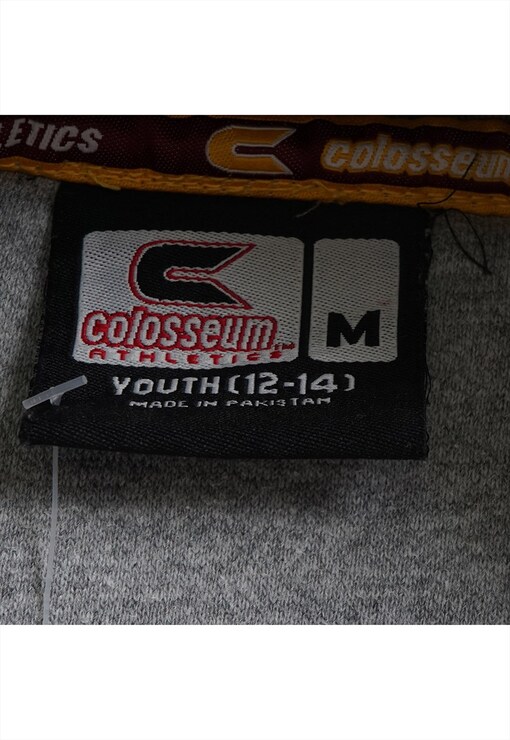 ETICS colosseum
colosseum
ATHLETICS
M
YOUTH (12-14)
MADE IN PAKISTAN